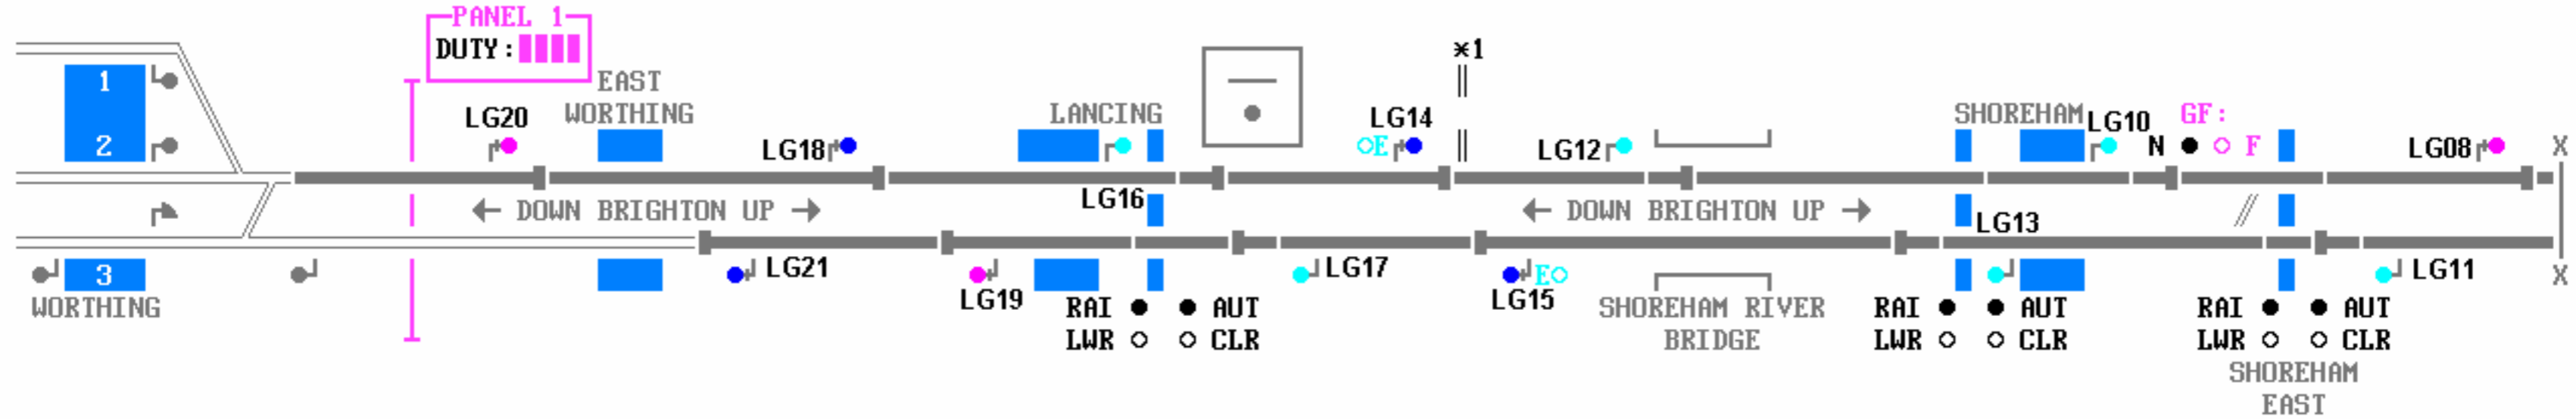 PANEL 1
DUTY:
*1
1
EAST
WORTHING
LANCING
LG14
SHOREHAM
GF:
LG20
LG10
2
LG18
E
LG12
N
F
LG08
X
LG16
← DOWN BRIGHTON UP →
← DOWN BRIGHTON UP →
LG13
3
LG21
LG17
E
LG11
X
WORTHING
LG19
LG15
RAI
AUT
LWR
CLR
SHOREHAM RIVER
BRIDGE
RAI
AUT
LWR
CLR
RAI
AUT
LWR
CLR
SHOREHAM
EAST